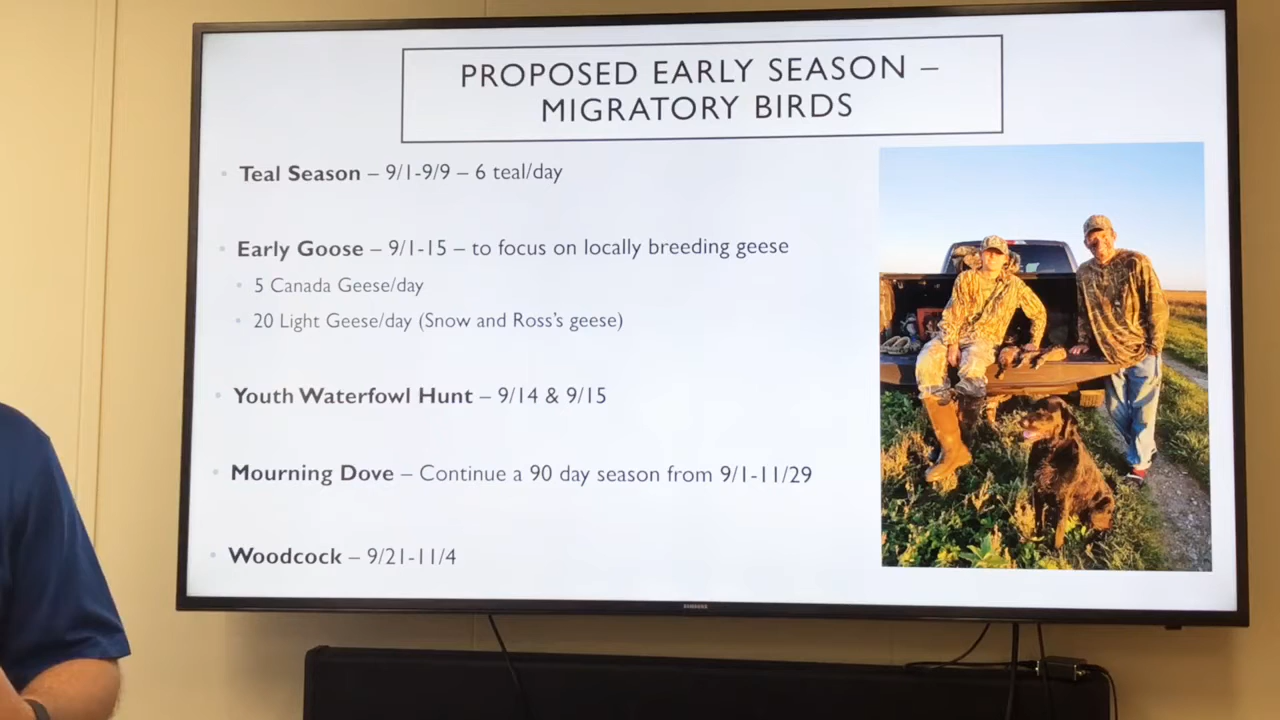 PROPOSED EARLY SEASON –
MIGRATORY BIRDS
Teal Season – 9/1-9/9 – 6 teal/day
Early Goose – 9/1-15 – to focus on locally breeding geese
5 Canada Geese/day
20 Light Geese/day (Snow and Ross's geese)
Youth Waterfowl Hunt – 9/14 & 9/15
Mourning Dove – Continue a 90 day season from 9/1-11/29
Woodcock – 9/21-11/4
SAMSUNG